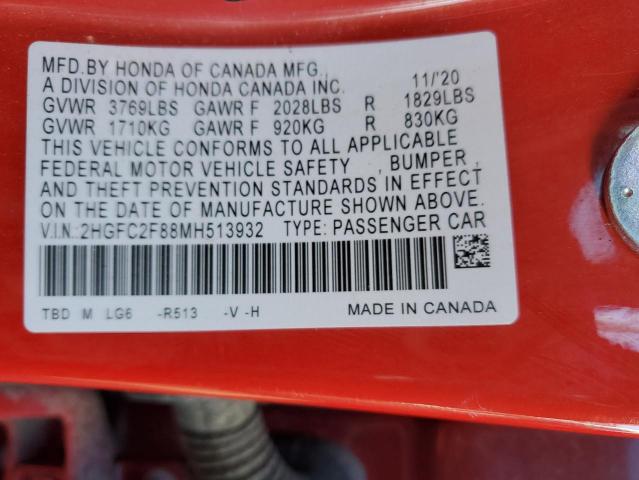 MFD.BY HONDA OF CANADA MFG.,
A DIVISION OF HONDA CANADA INC. 11/'20
GVWR 3769LBS GAWR F 2028LBS R 1829LBS
GVWR 1710KG GAWR F 920KG R 830KG
THIS VEHICLE CONFORMS TO ALL APPLICABLE
FEDERAL MOTOR VEHICLE SAFETY , BUMPER ,
AND THEFT PREVENTION STANDARDS IN EFFECT
ON THE DATE OF MANUFACTURE SHOWN ABOVE.
V.I.N.:2HGFC2F88MH513932 TYPE: PASSENGER CAR
TBD M LG6 -R513 -V -H MADE IN CANADA